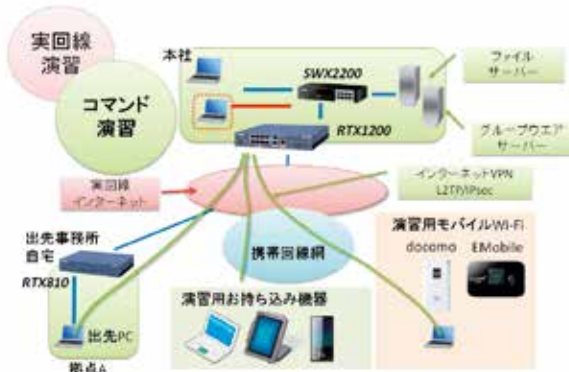 実回線
演習
コマンド
演習
本社
SWX2200
RTX1200
ファイル
サーバー
グループウエア
サーバー
実回線
インターネット
インターネットVPN
L2TP/IPsec
出先事務所
自宅
RTX810
出先PC
拠点A
携帯回線網
演習用お持ち込み機器
演習用モバイルWi-Fi
docomo
EMobile